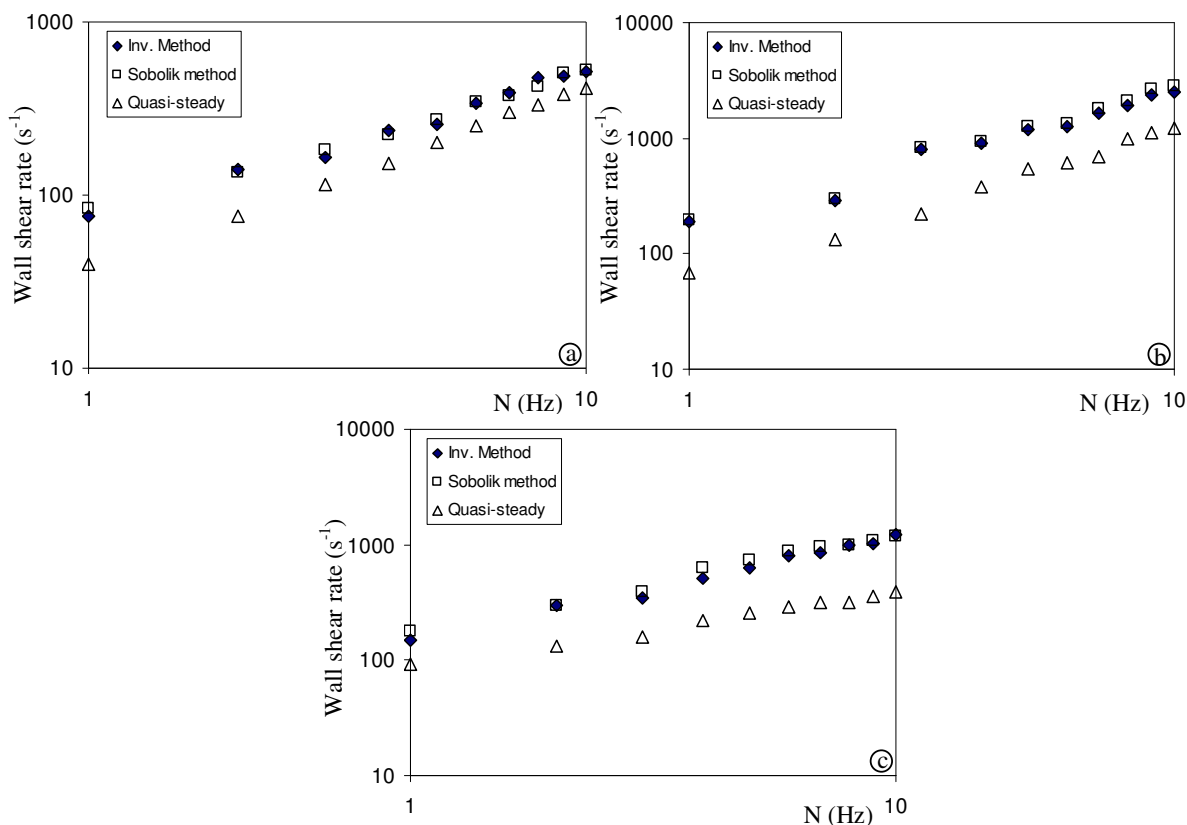 1000
100
10
Wall shear rate (s-1)
Inv. Method
Sobolik method
Quasi-steady
a
1
N (Hz)
10
10000
1000
100
10
Wall shear rate (s-1)
Inv. Method
Sobolik method
Quasi-steady
b
1
N (Hz)
10
10000
1000
100
10
Wall shear rate (s-1)
Inv. Method
Sobolik method
Quasi-steady
c
1
N (Hz)
10